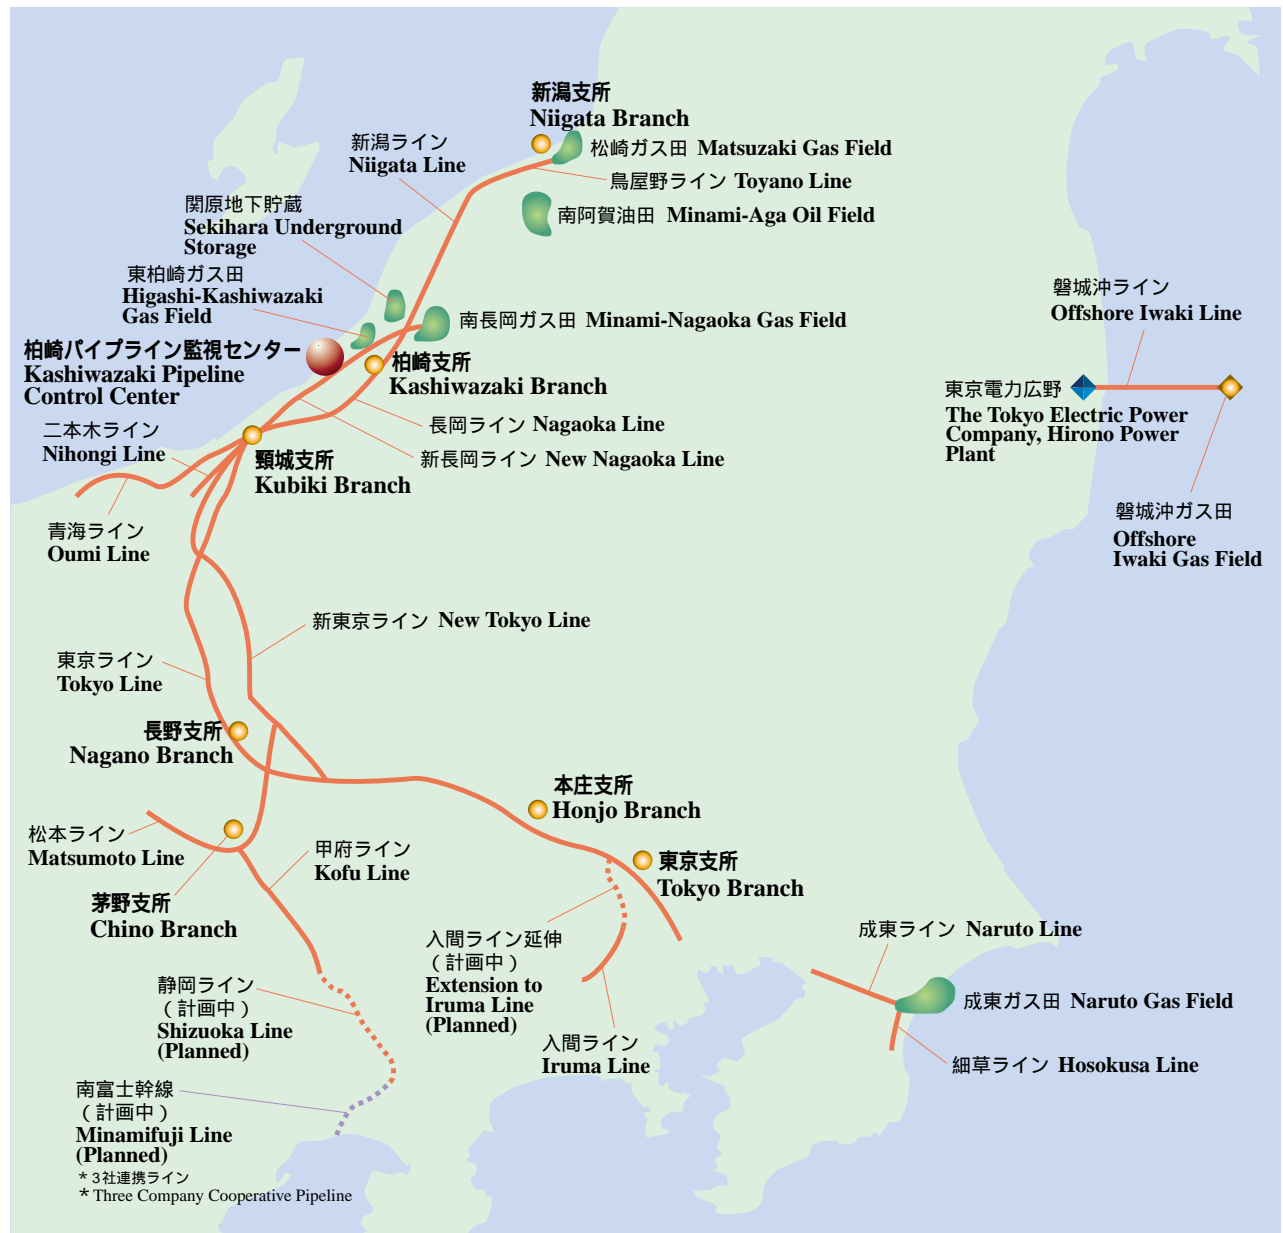 新潟支所
Niigata Branch
新潟ライン
Niigata Line
松崎ガス田 Matsuzaki Gas Field
鳥屋野ライン Toyano Line
関原地下貯蔵
Sekihara Underground
Storage
南阿賀油田 Minami-Aga Oil Field
東柏崎ガス田
Higashi-Kashiwazaki
Gas Field
南長岡ガス田 Minami-Nagaoka Gas Field
柏崎パイプライン監視センター
Kashiwazaki Pipeline
Control Center
柏崎支所
Kashiwazaki Branch
磐城沖ライン
Offshore Iwaki Line
東京電力広野
The Tokyo Electric Power
Company, Hirono Power
Plant
二本木ライン
Nihongi Line
長岡ライン Nagaoka Line
新長岡ライン New Nagaoka Line
頸城支所
Kubiki Branch
磐城沖ガス田
Offshore
Iwaki Gas Field
青海ライン
Oumi Line
新東京ライン New Tokyo Line
東京ライン
Tokyo Line
長野支所
Nagano Branch
本庄支所
Honjo Branch
松本ライン
Matsumoto Line
甲府ライン
Kofu Line
東京支所
Tokyo Branch
茅野支所
Chino Branch
入間ライン延伸
(計画中)
Extension to
Iruma Line
(Planned)
成東ライン Naruto Line
静岡ライン
(計画中)
Shizuoka Line
(Planned)
成東ガス田 Naruto Gas Field
入間ライン
Iruma Line
細草ライン Hosokusa Line
南富士幹線
(計画中)
Minamifuji Line
(Planned)
*3社連携ライン
*Three Company Cooperative Pipeline